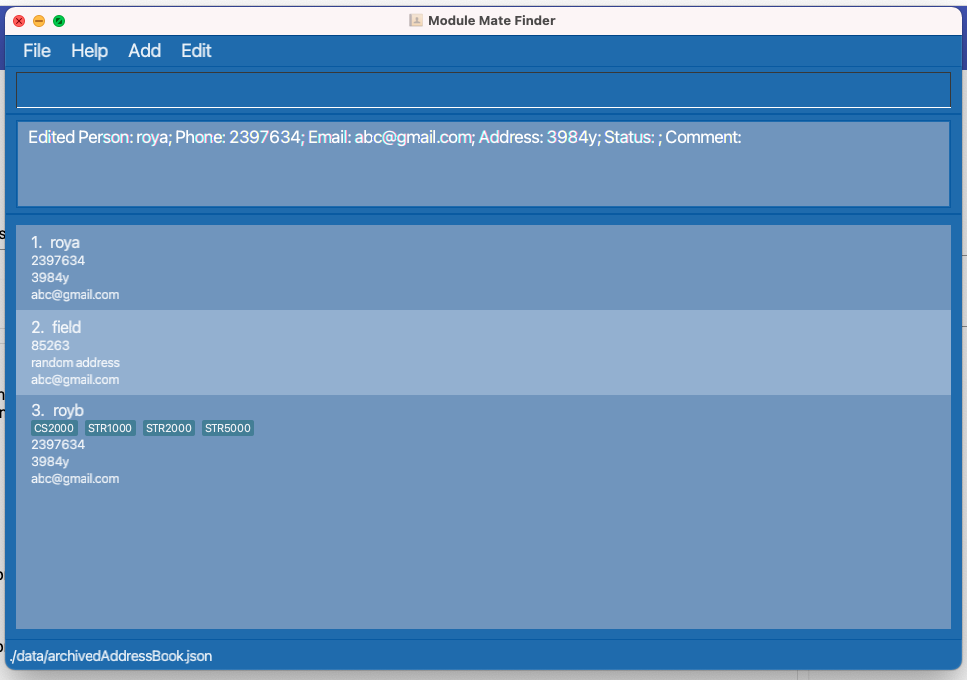 Module Mate Finder
File Help Add Edit
Edited Person: roya; Phone: 2397634; Email: abc@gmail.com; Address: 3984y; Status: ; Comment:
1. roya
2397634
3984y
abc@gmail.com
2. field
85263
random address
abc@gmail.com
3. royb
CS2000 STR1000 STR2000 STR5000
2397634
3984y
abc@gmail.com
./data/archivedAddressBook.json